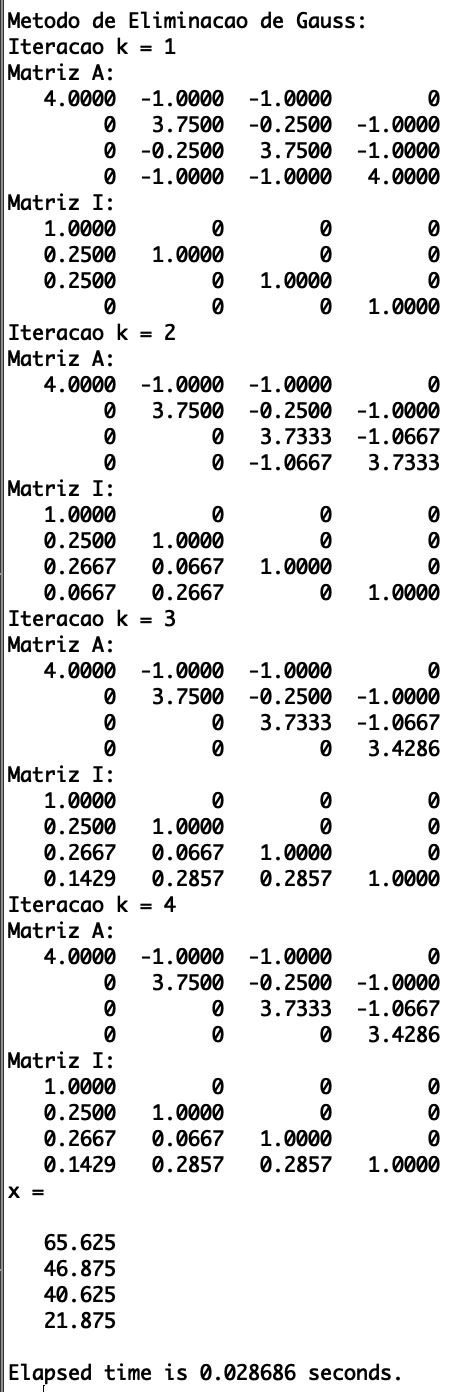 Metodo de Eliminacao de Gauss:
Iteracao k = 1
Matriz A:
   4.0000  -1.0000  -1.0000        0
        0   3.7500  -0.2500  -1.0000
        0  -0.2500   3.7500  -1.0000
        0  -1.0000  -1.0000   4.0000
Matriz I:
   1.0000        0        0        0
   0.2500   1.0000        0        0
   0.2500        0   1.0000        0
        0        0        0   1.0000
Iteracao k = 2
Matriz A:
   4.0000  -1.0000  -1.0000        0
        0   3.7500  -0.2500  -1.0000
        0        0   3.7333  -1.0667
        0        0  -1.0667   3.7333
Matriz I:
   1.0000        0        0        0
   0.2500   1.0000        0        0
   0.2667   0.0667   1.0000        0
   0.0667   0.2667        0   1.0000
Iteracao k = 3
Matriz A:
   4.0000  -1.0000  -1.0000        0
        0   3.7500  -0.2500  -1.0000
        0        0   3.7333  -1.0667
        0        0        0   3.4286
Matriz I:
   1.0000        0        0        0
   0.2500   1.0000        0        0
   0.2667   0.0667   1.0000        0
   0.1429   0.2857   0.2857   1.0000
Iteracao k = 4
Matriz A:
   4.0000  -1.0000  -1.0000        0
        0   3.7500  -0.2500  -1.0000
        0        0   3.7333  -1.0667
        0        0        0   3.4286
Matriz I:
   1.0000        0        0        0
   0.2500   1.0000        0        0
   0.2667   0.0667   1.0000        0
   0.1429   0.2857   0.2857   1.0000
x =
   65.625
   46.875
   40.625
   21.875
Elapsed time is 0.028686 seconds.